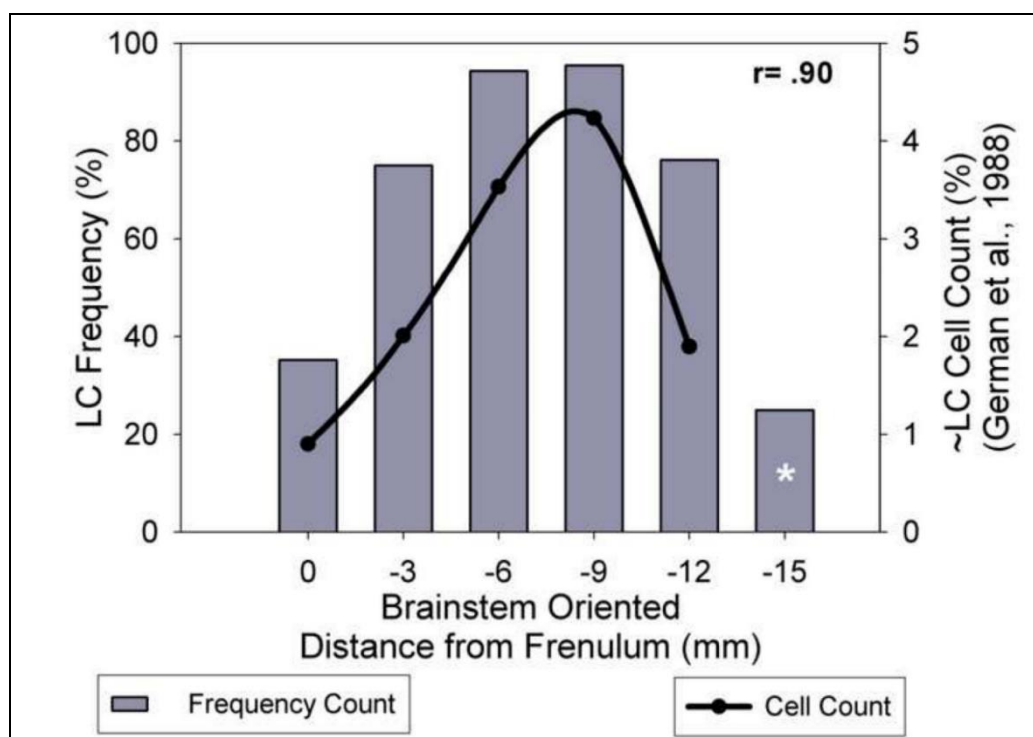 100
80
60
40
20
0
LC Frequency (%)
r= .90
5
4
3
2
1
0
~LC Cell Count (%)
(German et al., 1988)
*
0 -3 -6 -9 -12 -15
Brainstem Oriented
Distance from Frenulum (mm)
Frequency Count
Cell Count